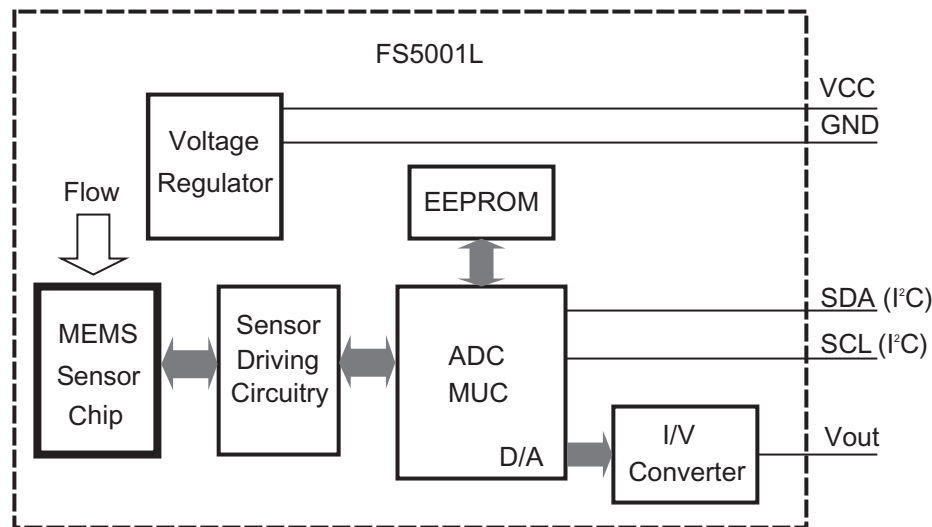 FS5001L
VCC
GND
Voltage
Regulator
Flow
EEPROM
MEMS
Sensor
Chip
Sensor
Driving
Circuitry
ADC
MUC
D/A
SDA (I²C)
SCL (I²C)
I/V
Converter
Vout